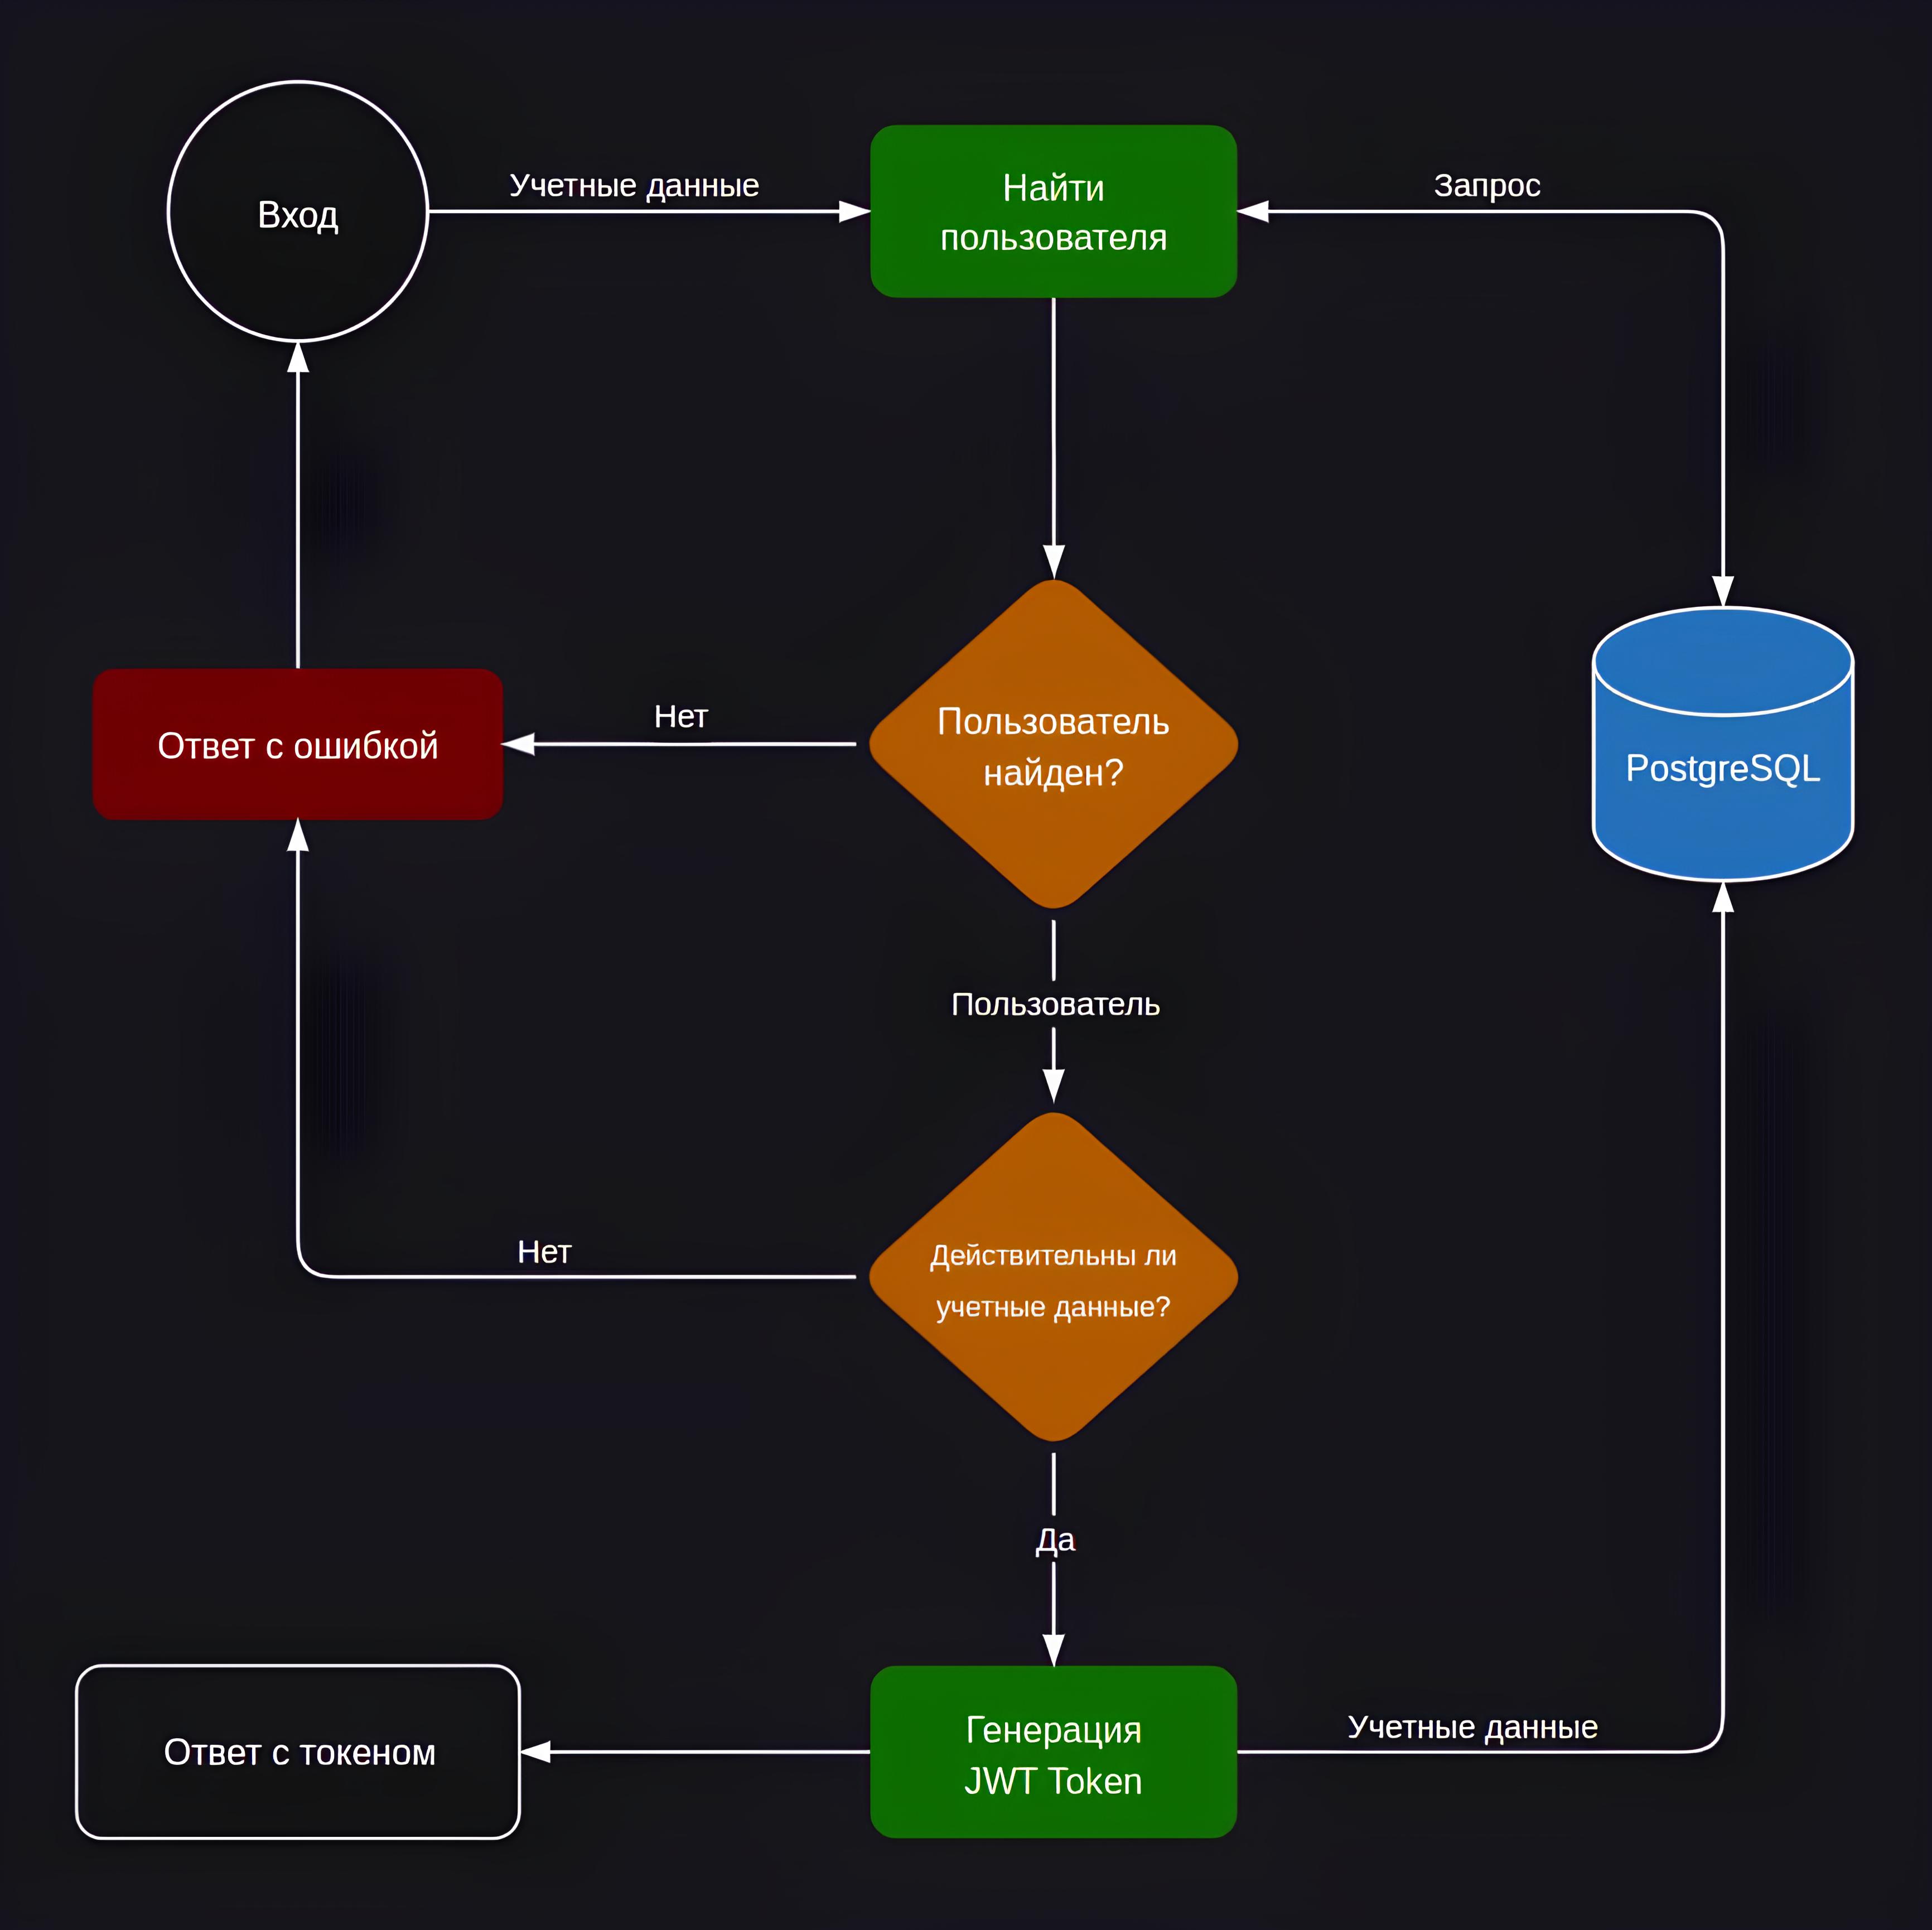 Вход
Учетные данные
Найти
пользователя
Запрос
Ответ с ошибкой
Нет
Пользователь
найден?
PostgreSQL
Пользователь
Нет
Действительны ли
учетные данные?
Да
Ответ с токеном
Генерация
JWT Token
Учетные данные